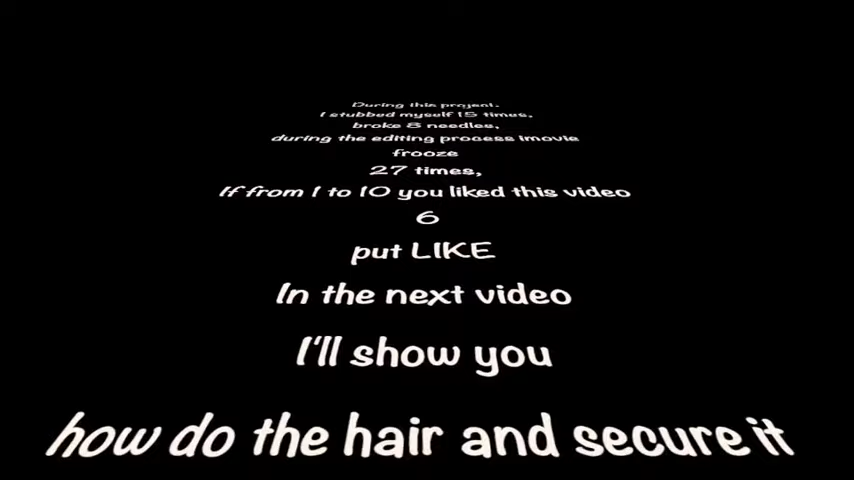 During this project,
I stubbed myself 15 times,
broke 8 needles,
during the editing process imovie
frooze
27 times,
If from 1 to 10 you liked this video
6
put LIKE
In the next video
I'll show you
how do the hair and secure it